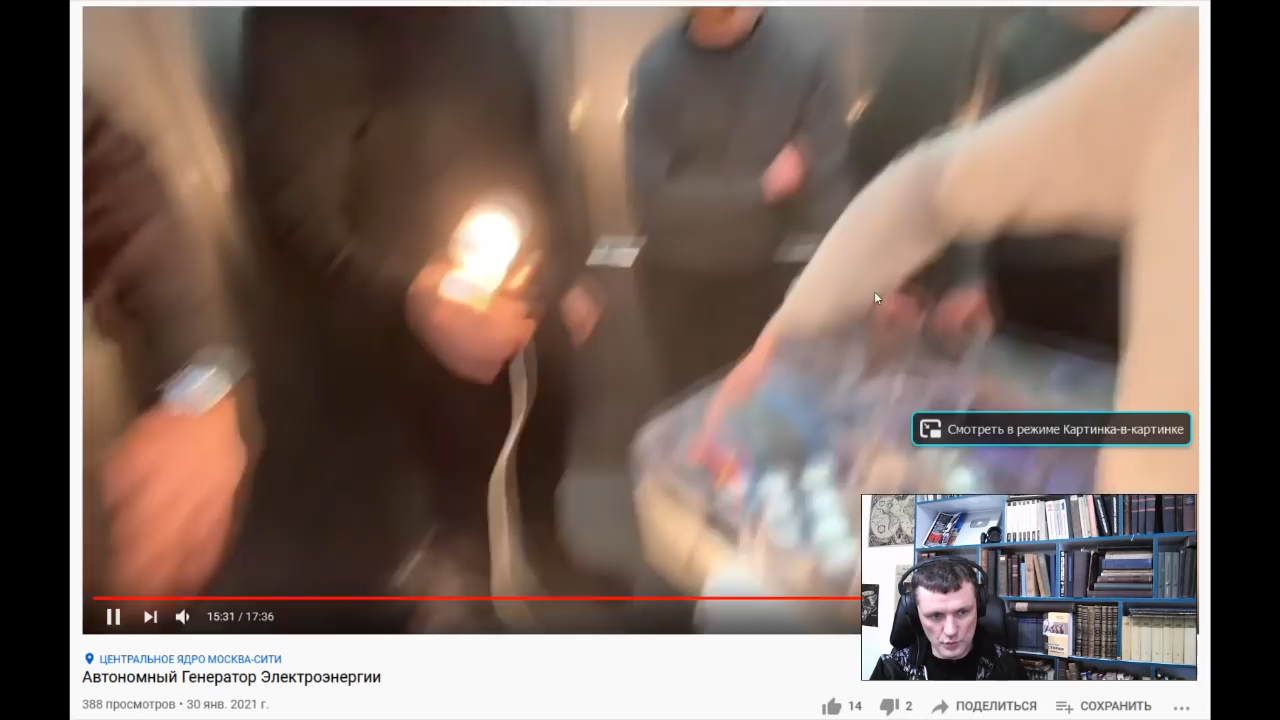 Смотреть в режиме Картинка-в-картинке
15:31 / 17:36
ЦЕНТРАЛЬНОЕ ЯДРО МОСКВА-СИТИ
Автономный Генератор Электроэнергии
388 просмотров • 30 янв. 2021 г.
14
2
ПОДЕЛИТЬСЯ
СОХРАНИТЬ